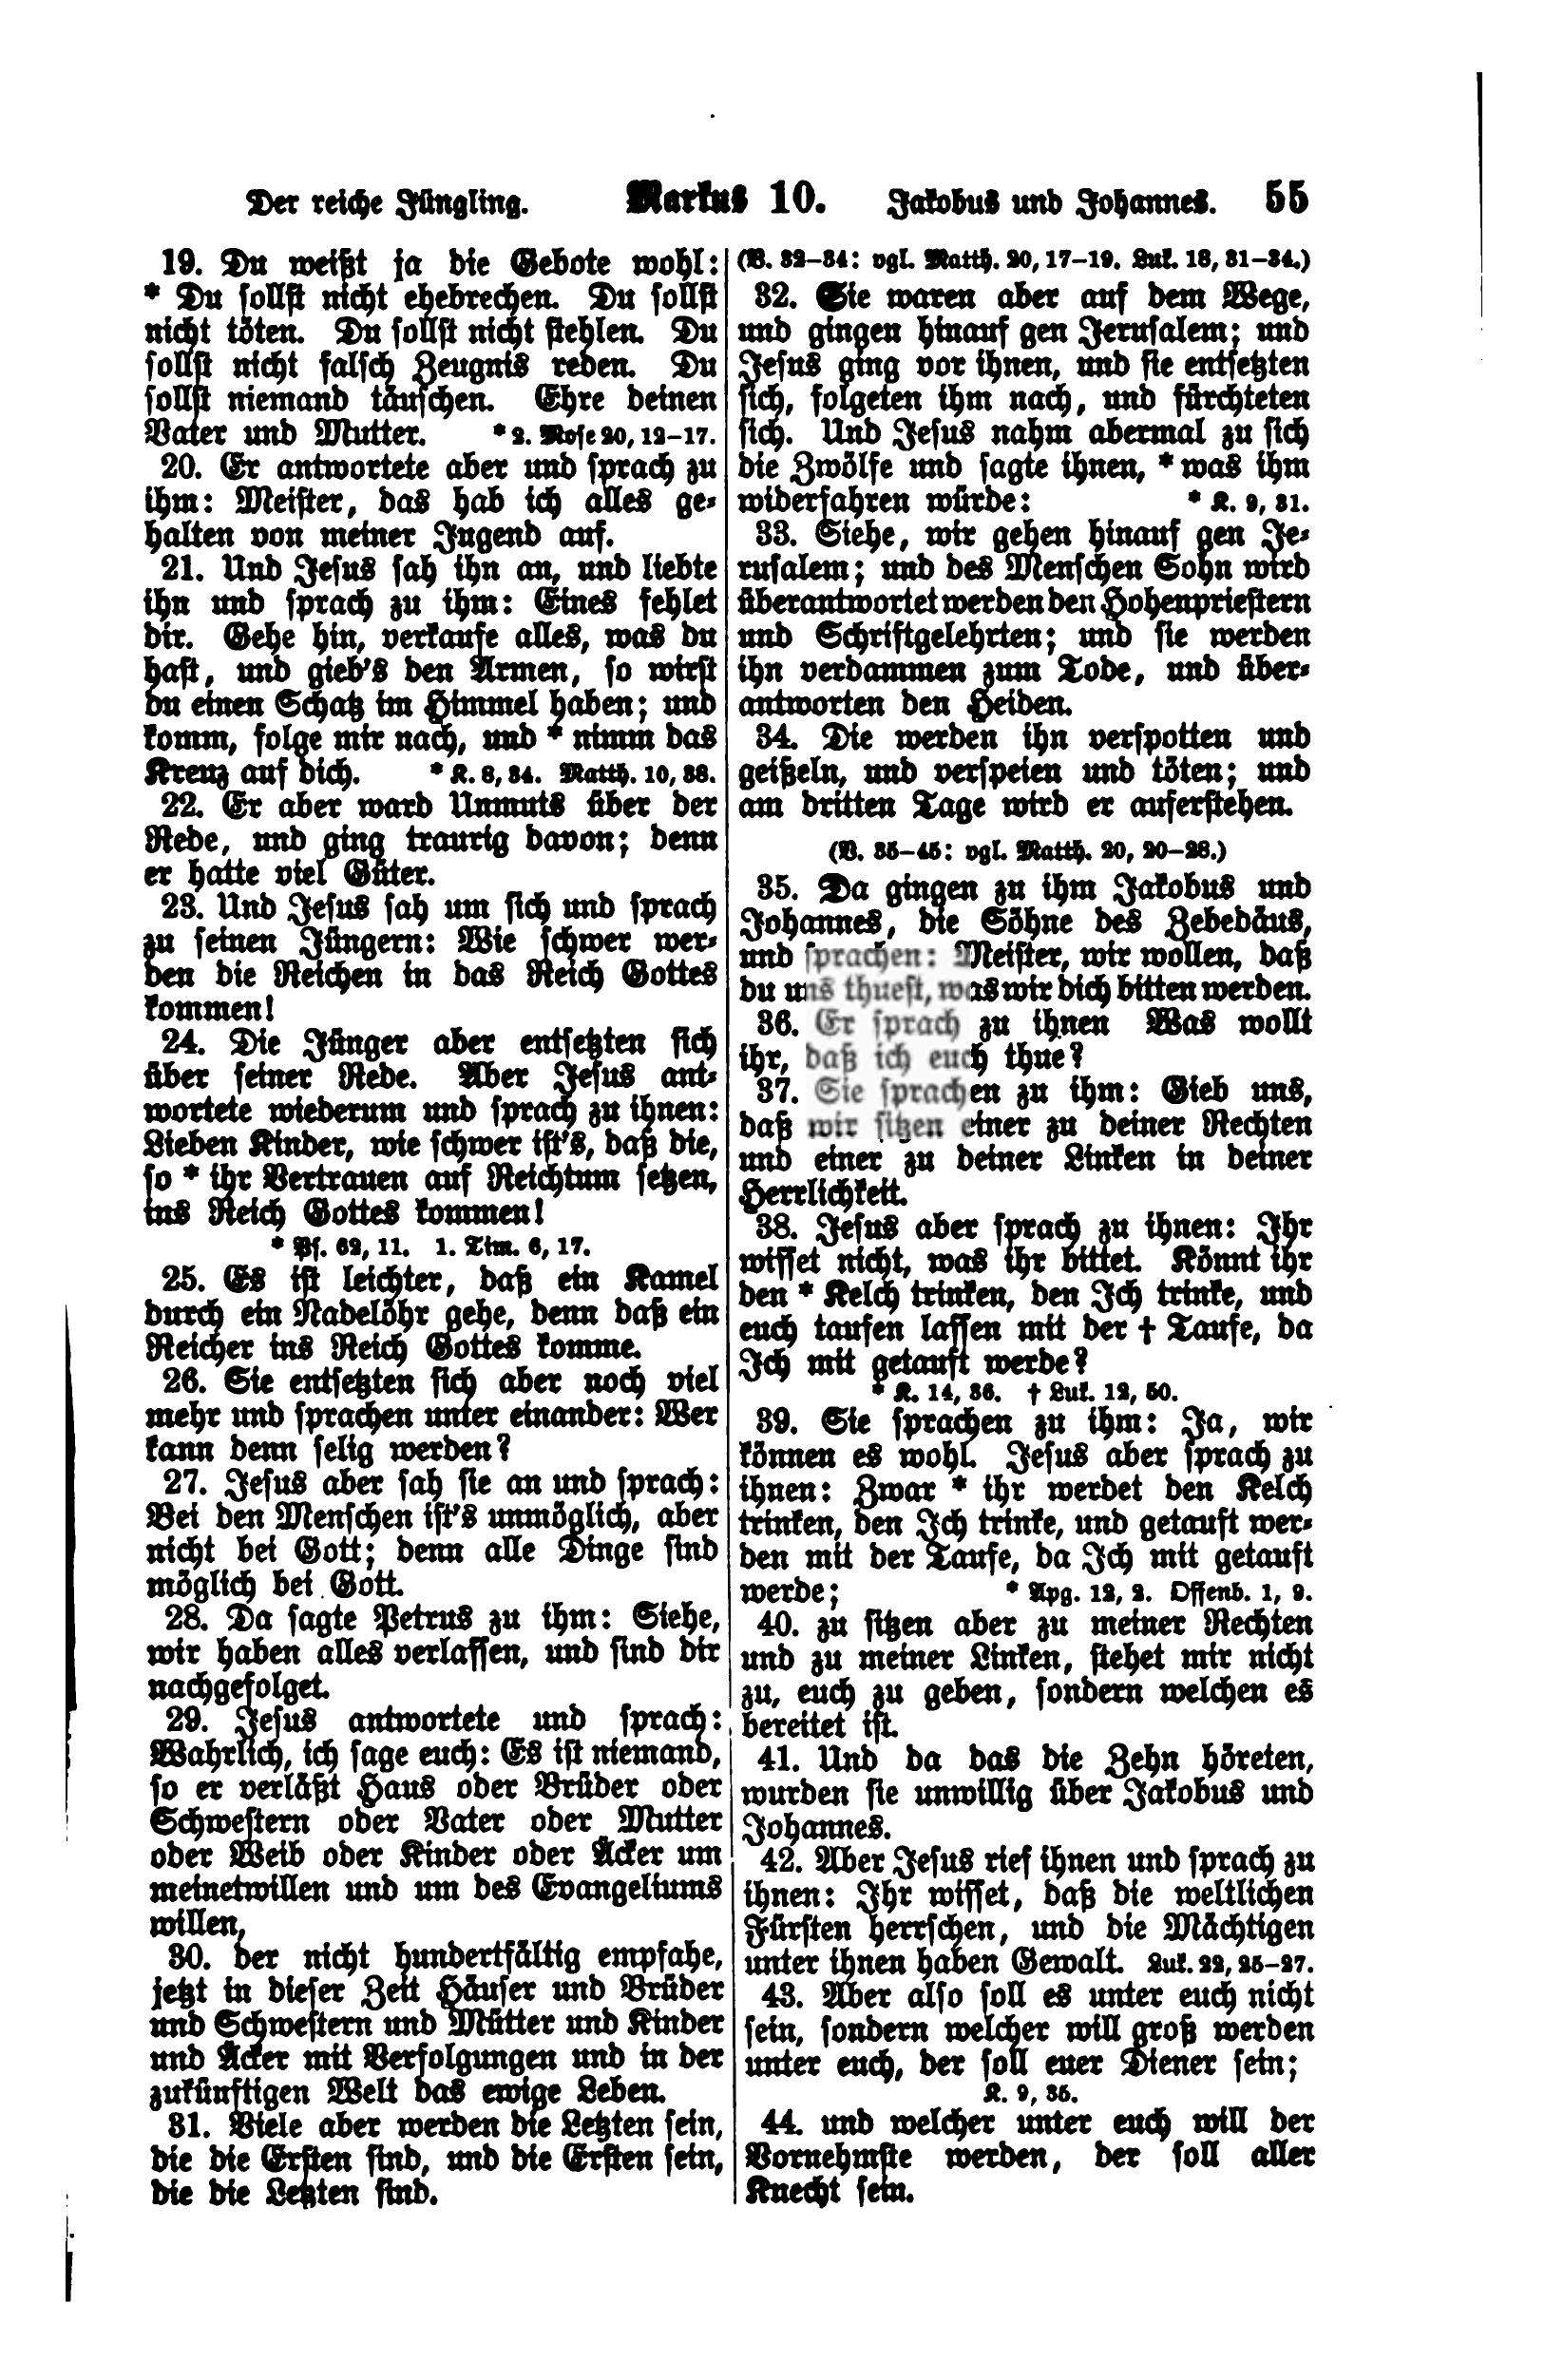 Der reiche Jüngling. Markus 10. Jakobus und Johannes. 55
19. Du weißt ja die Gebote wohl:
* Du sollst nicht ehebrechen. Du sollst
nicht töten. Du sollst nicht stehlen. Du
sollst nicht falsch Zeugnis reden. Du
sollst niemand täuschen. Ehre deinen
Vater und Mutter. * 2. Mose 20, 12–17.
20. Er antwortete aber und sprach zu
ihm: Meister, das hab ich alles ge-
halten von meiner Jugend auf.
21. Und Jesus sah ihn an, und liebte
ihn und sprach zu ihm: Eines fehlet
dir. Gehe hin, verkaufe alles, was du
hast, und gieb's den Armen, so wirst
du einen Schatz im Himmel haben; und
komm, folge mir nach, und * nimm das
Kreuz auf dich. * K. 8, 34. Matth. 10, 38.
22. Er aber ward Unmuts über der
Rede, und ging traurig davon; denn
er hatte viel Güter.
23. Und Jesus sah um sich und sprach
zu seinen Jüngern: Wie schwer wer-
den die Reichen in das Reich Gottes
kommen!
24. Die Jünger aber entsetzten sich
über seiner Rede. Aber Jesus ant-
wortete wiederum und sprach zu ihnen:
Lieben Kinder, wie schwer ist's, daß die,
so * ihr Vertrauen auf Reichtum setzen,
ins Reich Gottes kommen!
* Ps. 62, 11. 1. Tim. 6, 17.
25. Es ist leichter, daß ein Kamel
durch ein Nadelöhr gehe, denn daß ein
Reicher ins Reich Gottes komme.
26. Sie entsetzten sich aber noch viel
mehr und sprachen unter einander: Wer
kann denn selig werden?
27. Jesus aber sah sie an und sprach:
Bei den Menschen ist's unmöglich, aber
nicht bei Gott; denn alle Dinge sind
möglich bei Gott.
28. Da sagte Petrus zu ihm: Siehe,
wir haben alles verlassen, und sind dir
nachgefolget.
29. Jesus antwortete und sprach:
Wahrlich, ich sage euch: Es ist niemand,
so er verläßt Haus oder Brüder oder
Schwestern oder Vater oder Mutter
oder Weib oder Kinder oder Äcker um
meinetwillen und um des Evangeliums
willen,
30. der nicht hundertfältig empfahe,
jetzt in dieser Zeit Häuser und Brüder
und Schwestern und Mütter und Kinder
und Äcker mit Verfolgungen und in der
zukünftigen Welt das ewige Leben.
31. Viele aber werden die Letzten sein,
die die Ersten sind, und die Ersten sein,
die die Letzten sind.
(V. 32–34: vgl. Matth. 20, 17–19. Luk. 18, 31–34.)
32. Sie waren aber auf dem Wege,
und gingen hinauf gen Jerusalem; und
Jesus ging vor ihnen, und sie entsetzten
sich, folgeten ihm nach, und fürchteten
sich. Und Jesus nahm abermal zu sich
die Zwölfe und sagte ihnen, * was ihm
widerfahren würde: * K. 9, 31.
33. Siehe, wir gehen hinauf gen Je-
rusalem; und des Menschen Sohn wird
überantwortet werden den Hohenpriestern
und Schriftgelehrten; und sie werden
ihn verdammen zum Tode, und über-
antworten den Heiden.
34. Die werden ihn verspotten und
geißeln, und verspeien und töten; und
am dritten Tage wird er auferstehen.
(V. 35–45: vgl. Matth. 20, 20–28.)
35. Da gingen zu ihm Jakobus und
Johannes, die Söhne des Zebedäus,
und sprachen: Meister, wir wollen, daß
du uns thuest, was wir dich bitten werden.
36. Er sprach zu ihnen Was wollt
ihr, daß ich euch thue?
37. Sie sprachen zu ihm: Gieb uns,
daß wir sitzen einer zu deiner Rechten
und einer zu deiner Linken in deiner
Herrlichkeit.
38. Jesus aber sprach zu ihnen: Ihr
wisset nicht, was ihr bittet. Könnt ihr
den * Kelch trinken, den Ich trinke, und
euch taufen lassen mit der † Taufe, da
Ich mit getauft werde?
* K. 14, 36. † Luk. 12, 50.
39. Sie sprachen zu ihm: Ja, wir
können es wohl. Jesus aber sprach zu
ihnen: Zwar * ihr werdet den Kelch
trinken, den Ich trinke, und getauft wer-
den mit der Taufe, da Ich mit getauft
werde; * Apg. 12, 2. Offenb. 1, 9.
40. zu sitzen aber zu meiner Rechten
und zu meiner Linken, stehet mir nicht
zu, euch zu geben, sondern welchen es
bereitet ist.
41. Und da das die Zehn höreten,
wurden sie unwillig über Jakobus und
Johannes.
42. Aber Jesus rief ihnen und sprach zu
ihnen: Ihr wisset, daß die weltlichen
Fürsten herrschen, und die Mächtigen
unter ihnen haben Gewalt. Luk. 22, 25–27.
43. Aber also soll es unter euch nicht
sein, sondern welcher will groß werden
unter euch, der soll euer Diener sein;
K. 9, 35.
44. und welcher unter euch will der
Vornehmste werden, der soll aller
Knecht sein.